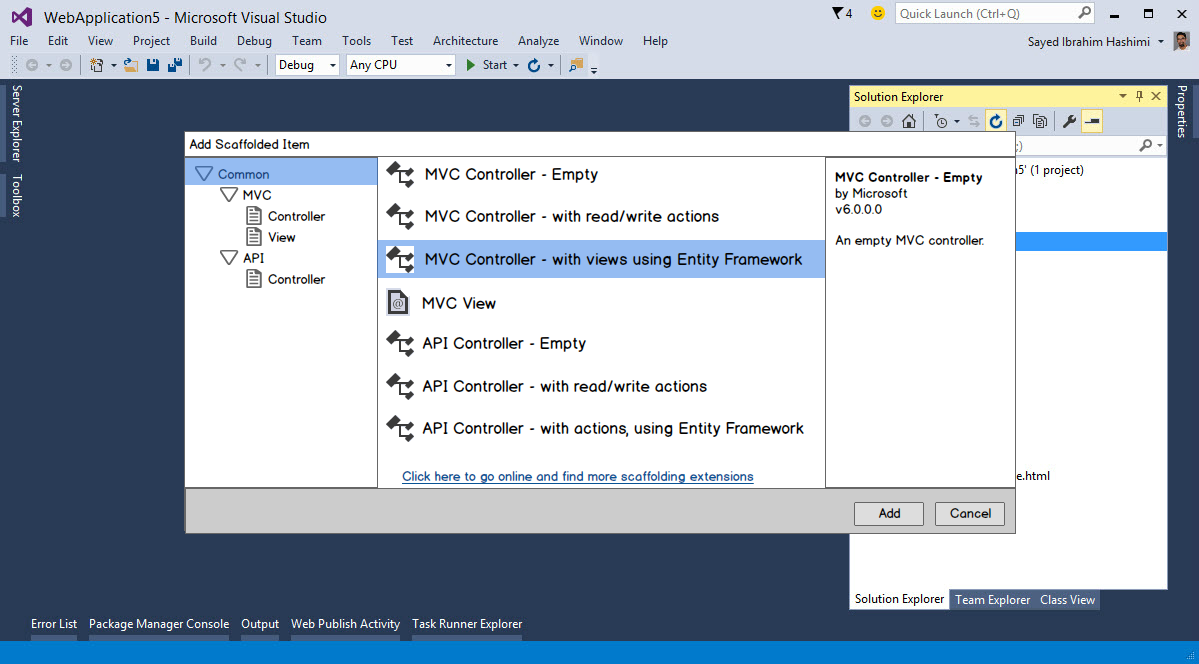 WebApplication5 - Microsoft Visual Studio
4
Quick Launch (Ctrl+Q)
File Edit View Project Build Debug Team Tools Test Architecture Analyze Window Help
Sayed Ibrahim Hashimi
Debug Any CPU Start
Server Explorer
Toolbox
Solution Explorer
Properties
Add Scaffolded Item
;)
Common
MVC
Controller
View
API
Controller
MVC Controller - Empty
MVC Controller - with read/write actions
MVC Controller - with views using Entity Framework
MVC View
API Controller - Empty
API Controller - with read/write actions
API Controller - with actions, using Entity Framework
Click here to go online and find more scaffolding extensions
MVC Controller - Empty
by Microsoft
v6.0.0.0
An empty MVC controller.
5' (1 project)
e.html
Add Cancel
Solution Explorer Team Explorer Class View
Error List Package Manager Console Output Web Publish Activity Task Runner Explorer